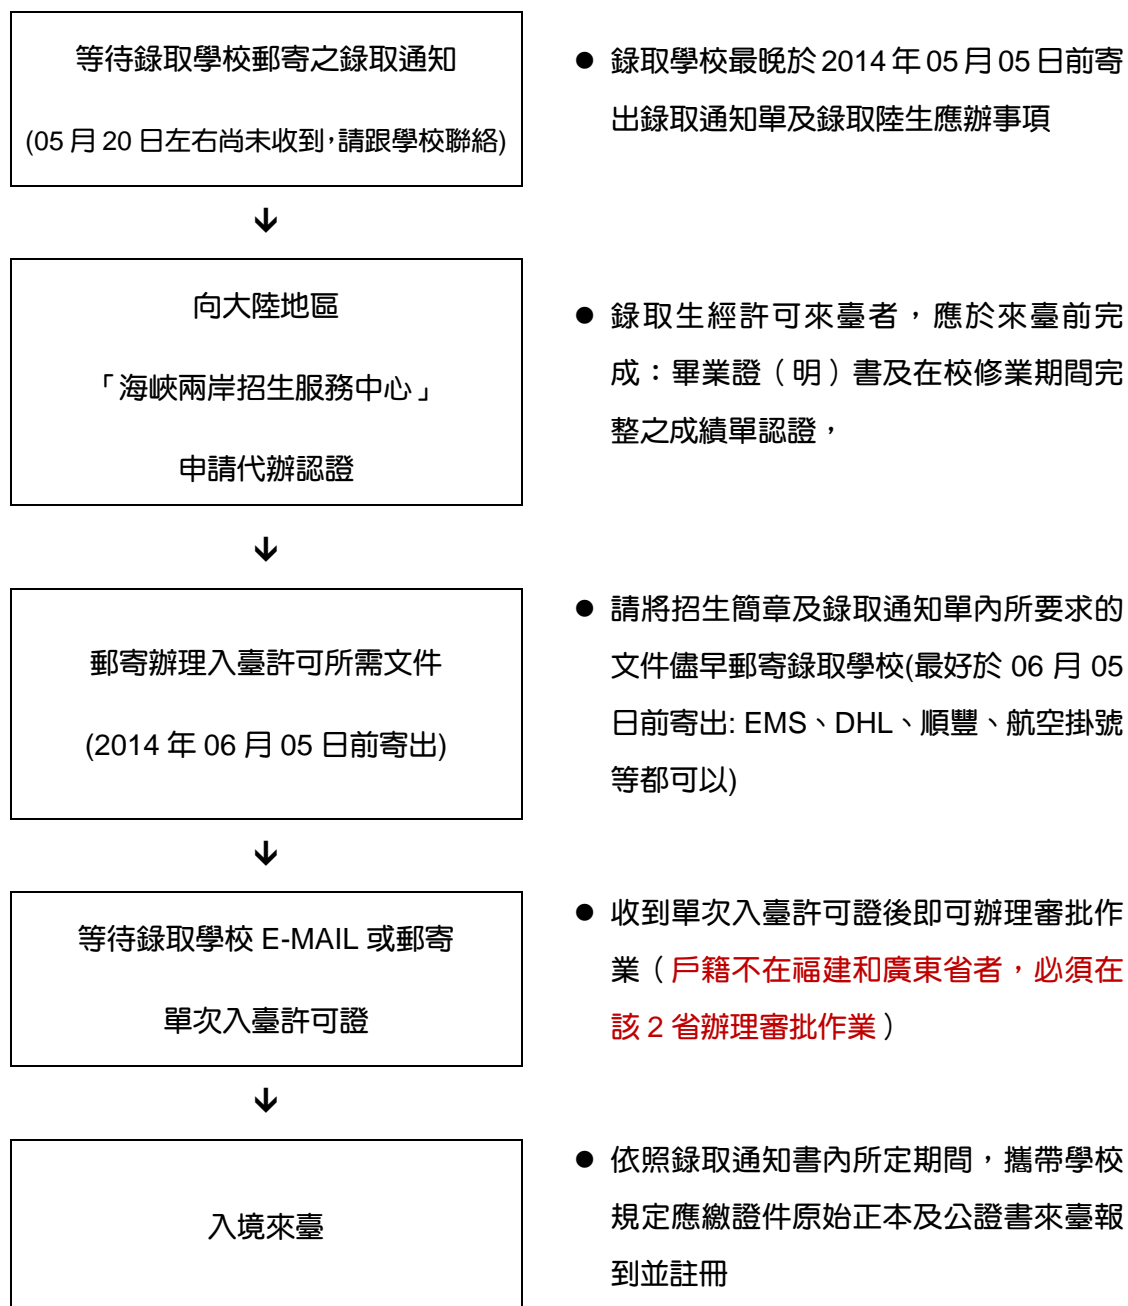 等待錄取學校郵寄之錄取通知
(05 月 20 日左右尚未收到,請跟學校聯絡)
● 錄取學校最晚於 2014 年 05 月 05 日前寄
出錄取通知單及錄取陸生應辦事項
↓
向大陸地區
「海峽兩岸招生服務中心」
申請代辦認證
● 錄取生經許可來臺者，應於來臺前完
成：畢業證（明）書及在校修業期間完
整之成績單認證，
↓
郵寄辦理入臺許可所需文件
(2014 年 06 月 05 日前寄出)
● 請將招生簡章及錄取通知單內所要求的
文件儘早郵寄錄取學校(最好於 06 月 05
日前寄出: EMS、DHL、順豐、航空掛號
等都可以)
↓
等待錄取學校 E-MAIL 或郵寄
單次入臺許可證
● 收到單次入臺許可證後即可辦理審批作
業（戶籍不在福建和廣東省者，必須在
該 2 省辦理審批作業）
↓
入境來臺
● 依照錄取通知書內所定期間，攜帶學校
規定應繳證件原始正本及公證書來臺報
到並註冊